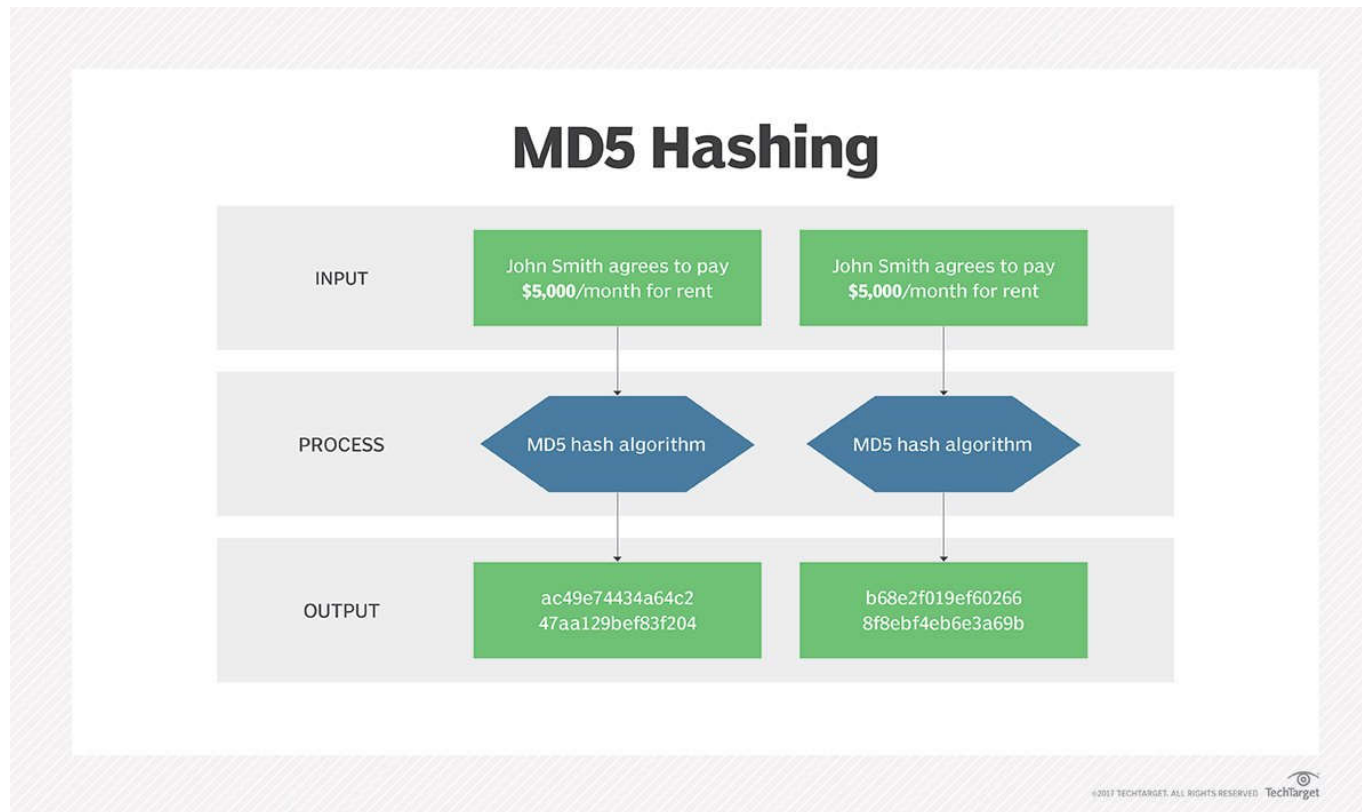 MD5 Hashing
INPUT
John Smith agrees to pay
$5,000/month for rent
John Smith agrees to pay
$5,000/month for rent
PROCESS
MD5 hash algorithm
MD5 hash algorithm
OUTPUT
ac49e74434a64c2
47aa129bef83f204
b68e2f019ef60266
8f8ebf4eb6e3a69b
©2017 TECHTARGET. ALL RIGHTS RESERVED TechTarget